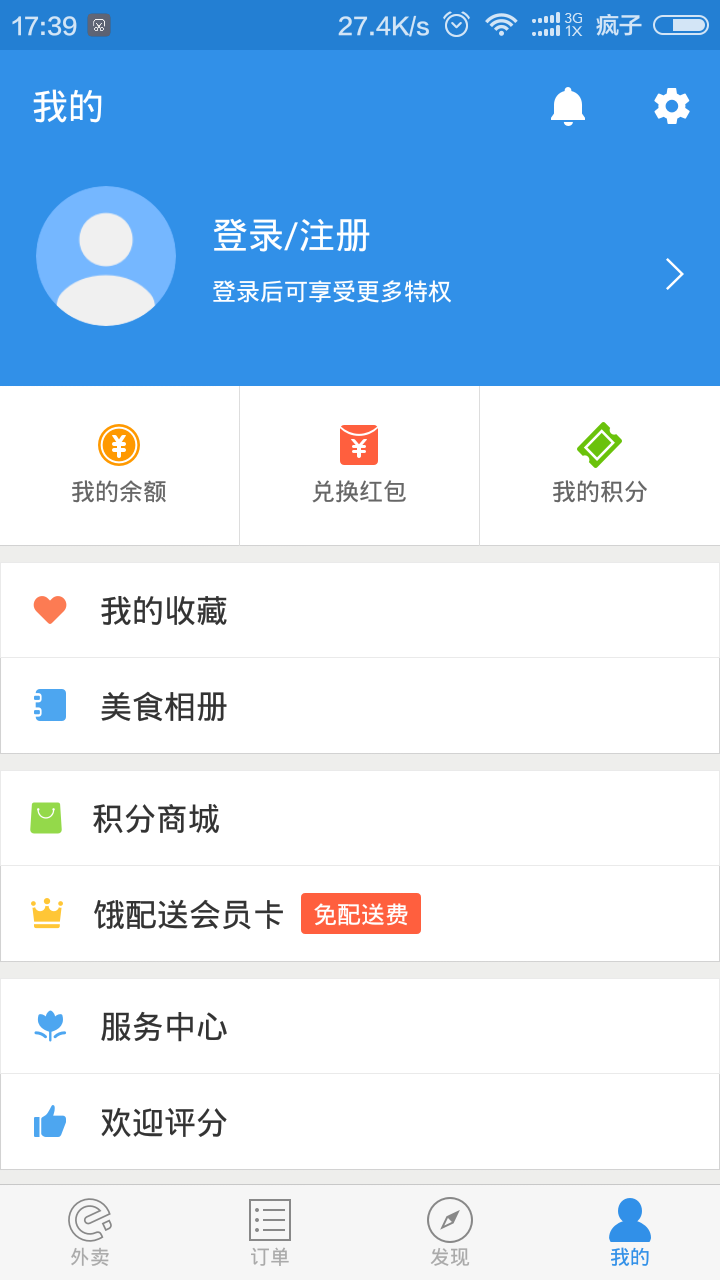 17:39 27.4K/s 3G 1X 疯子
我的
登录/注册
登录后可享受更多特权
我的余额 兑换红包 我的积分
我的收藏
美食相册
积分商城
饿配送会员卡 免配送费
服务中心
欢迎评分
外卖 订单 发现 我的